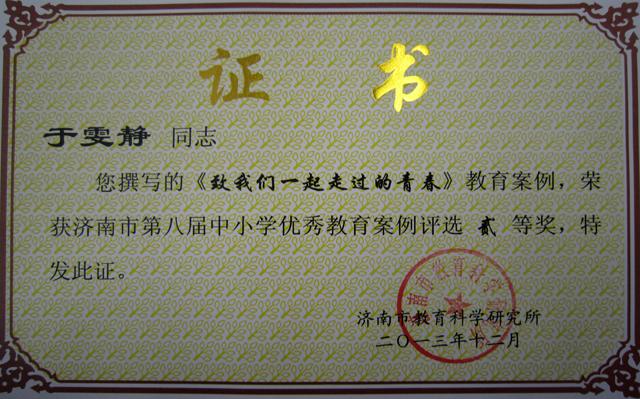 证 书
于雯静 同志
您撰写的《致我们一起走过的青春》教育案例，荣
获济南市第八届中小学优秀教育案例评选 贰 等奖，特
发此证。
济南市教育科学研究所
二〇一三年十二月